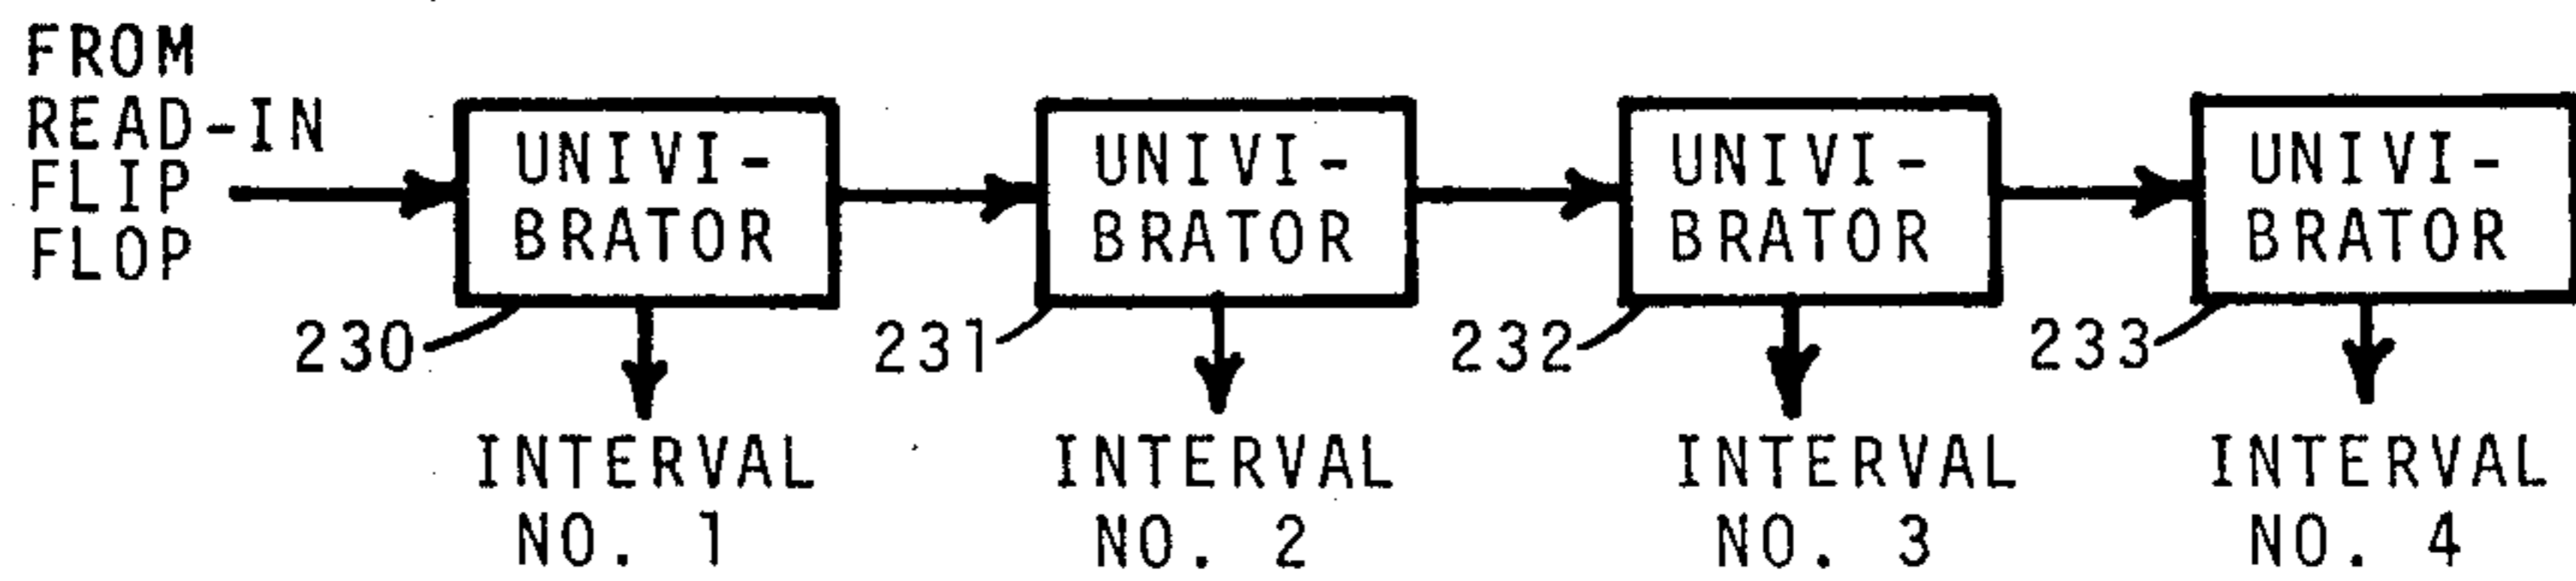 FROM
READ-IN
FLIP
FLOP
UNIVI-
BRATOR
230
INTERVAL
NO. 1
UNIVI-
BRATOR
231
INTERVAL
NO. 2
UNIVI-
BRATOR
232
INTERVAL
NO. 3
UNIVI-
BRATOR
233
INTERVAL
NO. 4